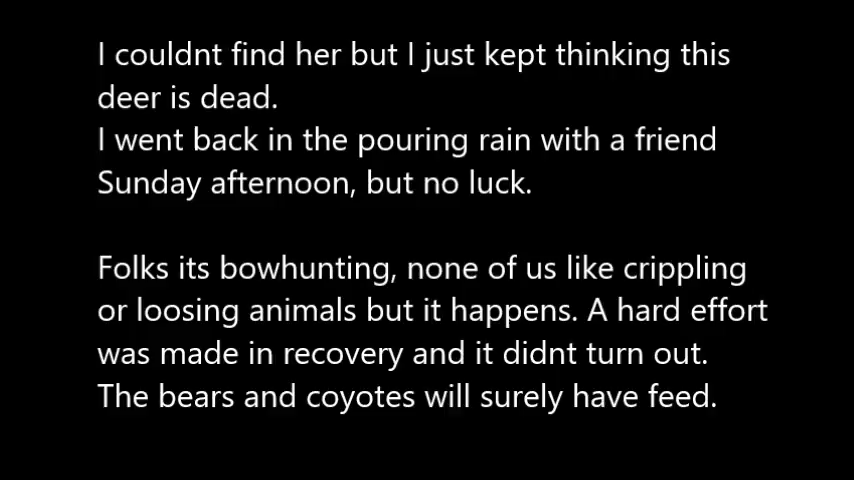 I couldnt find her but I just kept thinking this
deer is dead.
I went back in the pouring rain with a friend
Sunday afternoon, but no luck.
Folks its bowhunting, none of us like crippling
or loosing animals but it happens. A hard effort
was made in recovery and it didnt turn out.
The bears and coyotes will surely have feed.